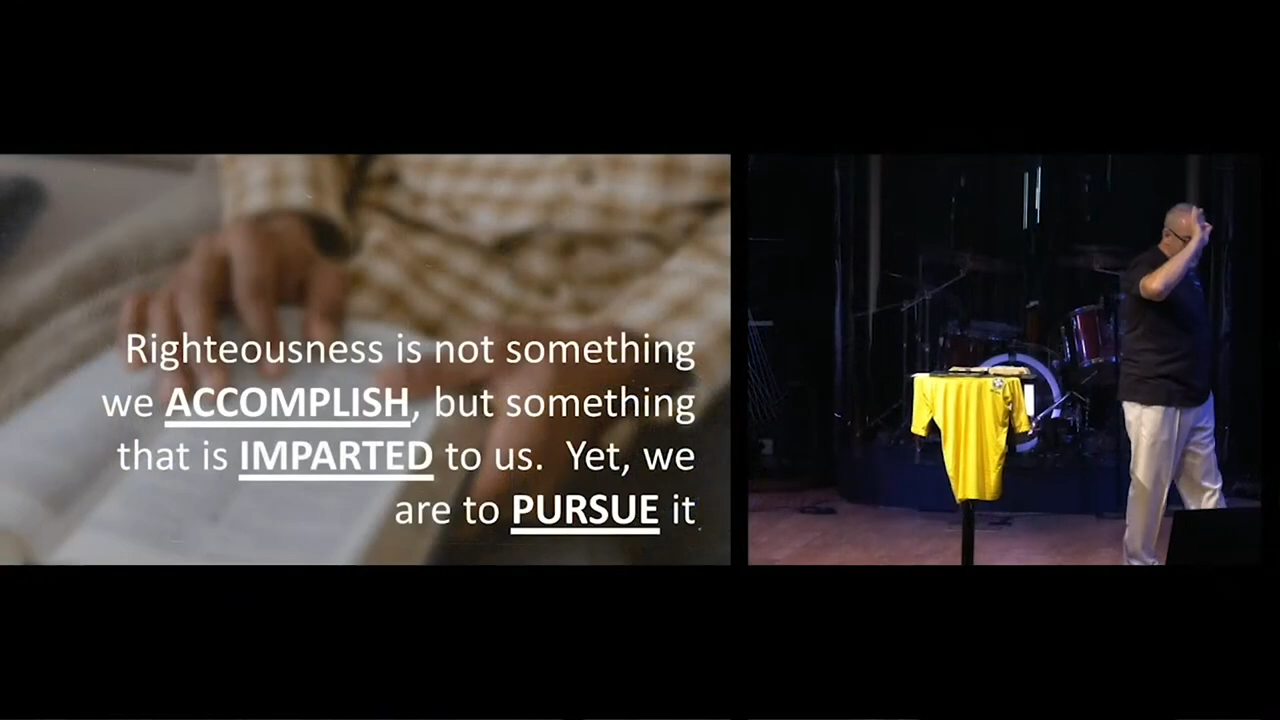 Righteousness is not something
we ACCOMPLISH, but something
that is IMPARTED to us.  Yet, we
are to PURSUE it.